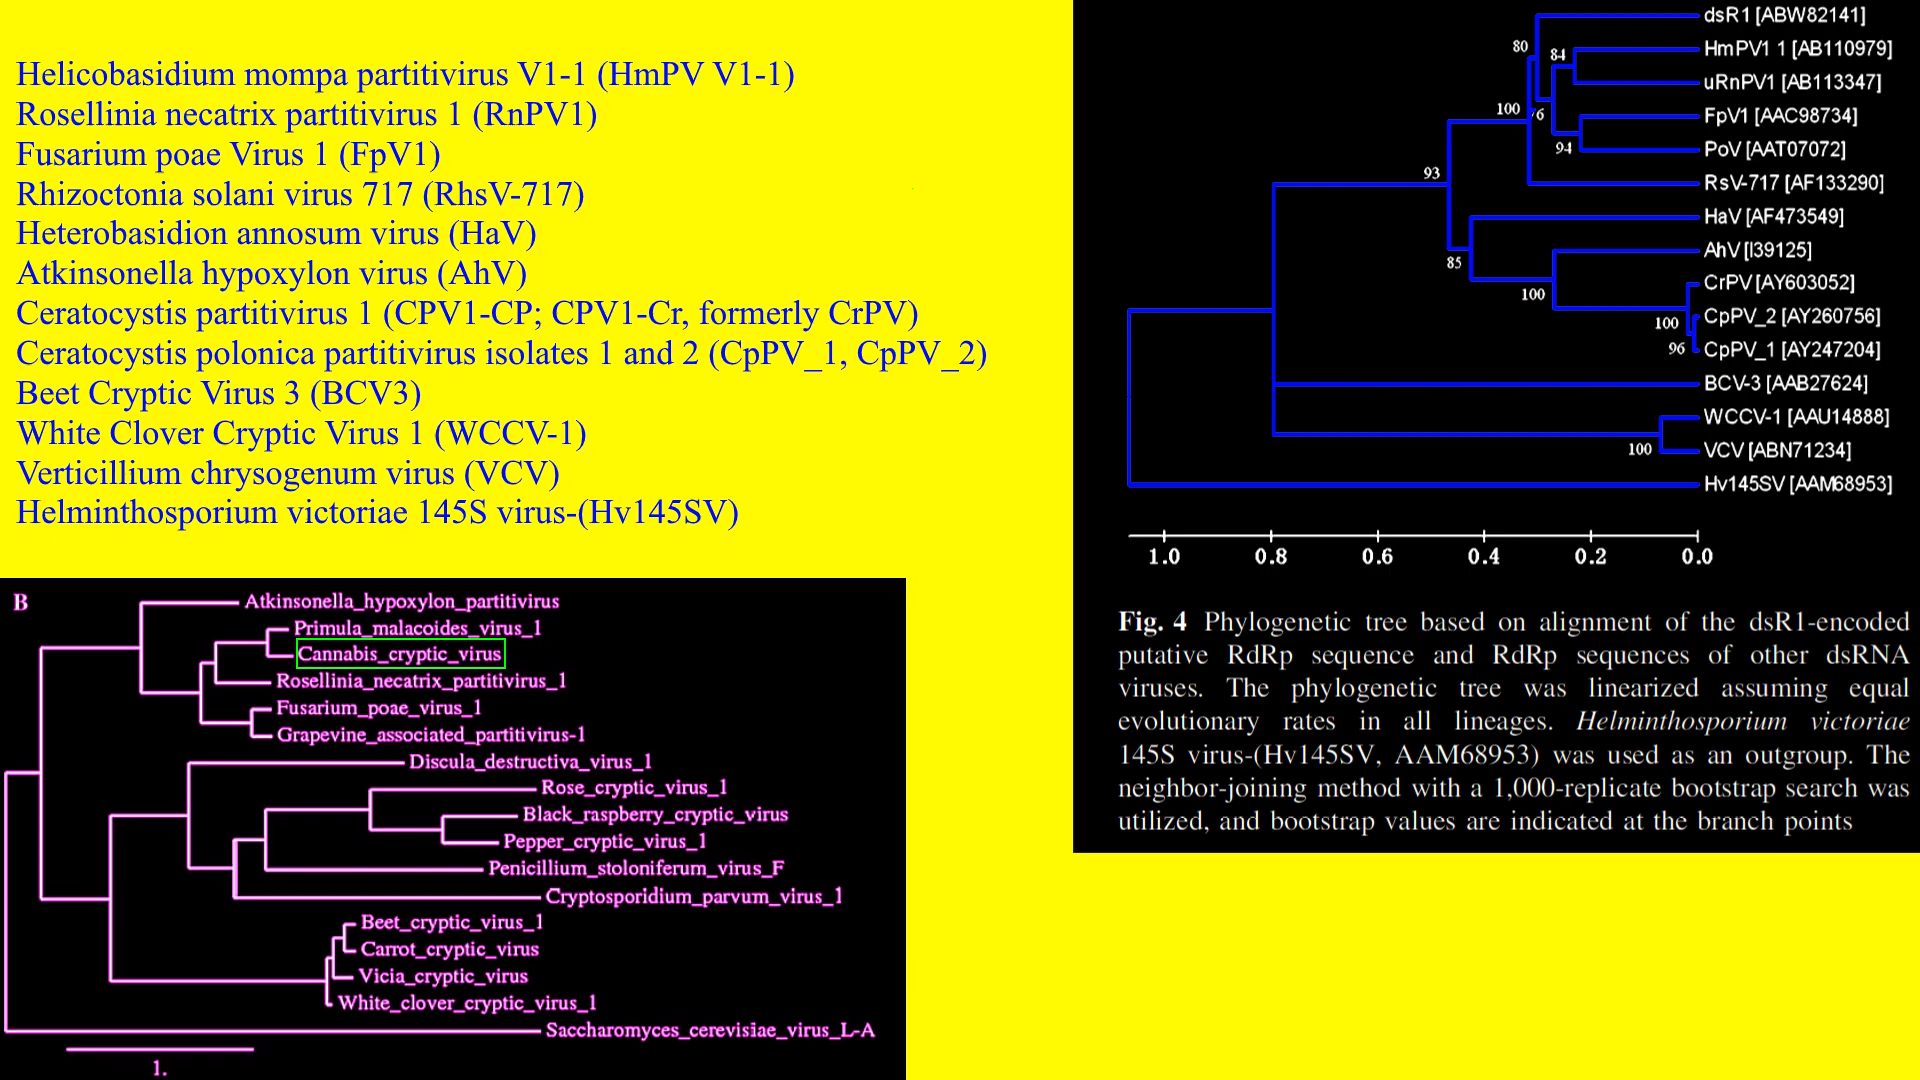 Helicobasidium mompa partitivirus V1-1 (HmPV V1-1)
Rosellinia necatrix partitivirus 1 (RnPV1)
Fusarium poae Virus 1 (FpV1)
Rhizoctonia solani virus 717 (RhsV-717)
Heterobasidion annosum virus (HaV)
Atkinsonella hypoxylon virus (AhV)
Ceratocystis partitivirus 1 (CPV1-CP; CPV1-Cr, formerly CrPV)
Ceratocystis polonica partitivirus isolates 1 and 2 (CpPV_1, CpPV_2)
Beet Cryptic Virus 3 (BCV3)
White Clover Cryptic Virus 1 (WCCV-1)
Verticillium chrysogenum virus (VCV)
Helminthosporium victoriae 145S virus-(Hv145SV)
B
Atkinsonella_hypoxylon_partitivirus
Primula_malacoides_virus_1
Cannabis_cryptic_virus
Rosellinia_necatrix_partitivirus_1
Fusarium_poae_virus_1
Grapevine_associated_partitivirus-1
Discula_destructiva_virus_1
Rose_cryptic_virus_1
Black_raspberry_cryptic_virus
Pepper_cryptic_virus_1
Penicillium_stoloniferum_virus_F
Cryptosporidium_parvum_virus_1
Beet_cryptic_virus_1
Carrot_cryptic_virus
Vicia_cryptic_virus
White_clover_cryptic_virus_1
Saccharomyces_cerevisiae_virus_L-A
1.
dsR1 [ABW82141]
80
84
HmPV1 1 [AB110979]
uRnPV1 [AB113347]
100
76
FpV1 [AAC98734]
94
PoV [AAT07072]
93
RsV-717 [AF133290]
HaV [AF473549]
85
AhV [I39125]
100
CrPV [AY603052]
100
CpPV_2 [AY260756]
96
CpPV_1 [AY247204]
BCV-3 [AAB27624]
WCCV-1 [AAU14888]
100
VCV [ABN71234]
Hv145SV [AAM68953]
1.0 0.8 0.6 0.4 0.2 0.0
Fig. 4 Phylogenetic tree based on alignment of the dsR1-encoded
putative RdRp sequence and RdRp sequences of other dsRNA
viruses. The phylogenetic tree was linearized assuming equal
evolutionary rates in all lineages. Helminthosporium victoriae
145S virus-(Hv145SV, AAM68953) was used as an outgroup. The
neighbor-joining method with a 1,000-replicate bootstrap search was
utilized, and bootstrap values are indicated at the branch points